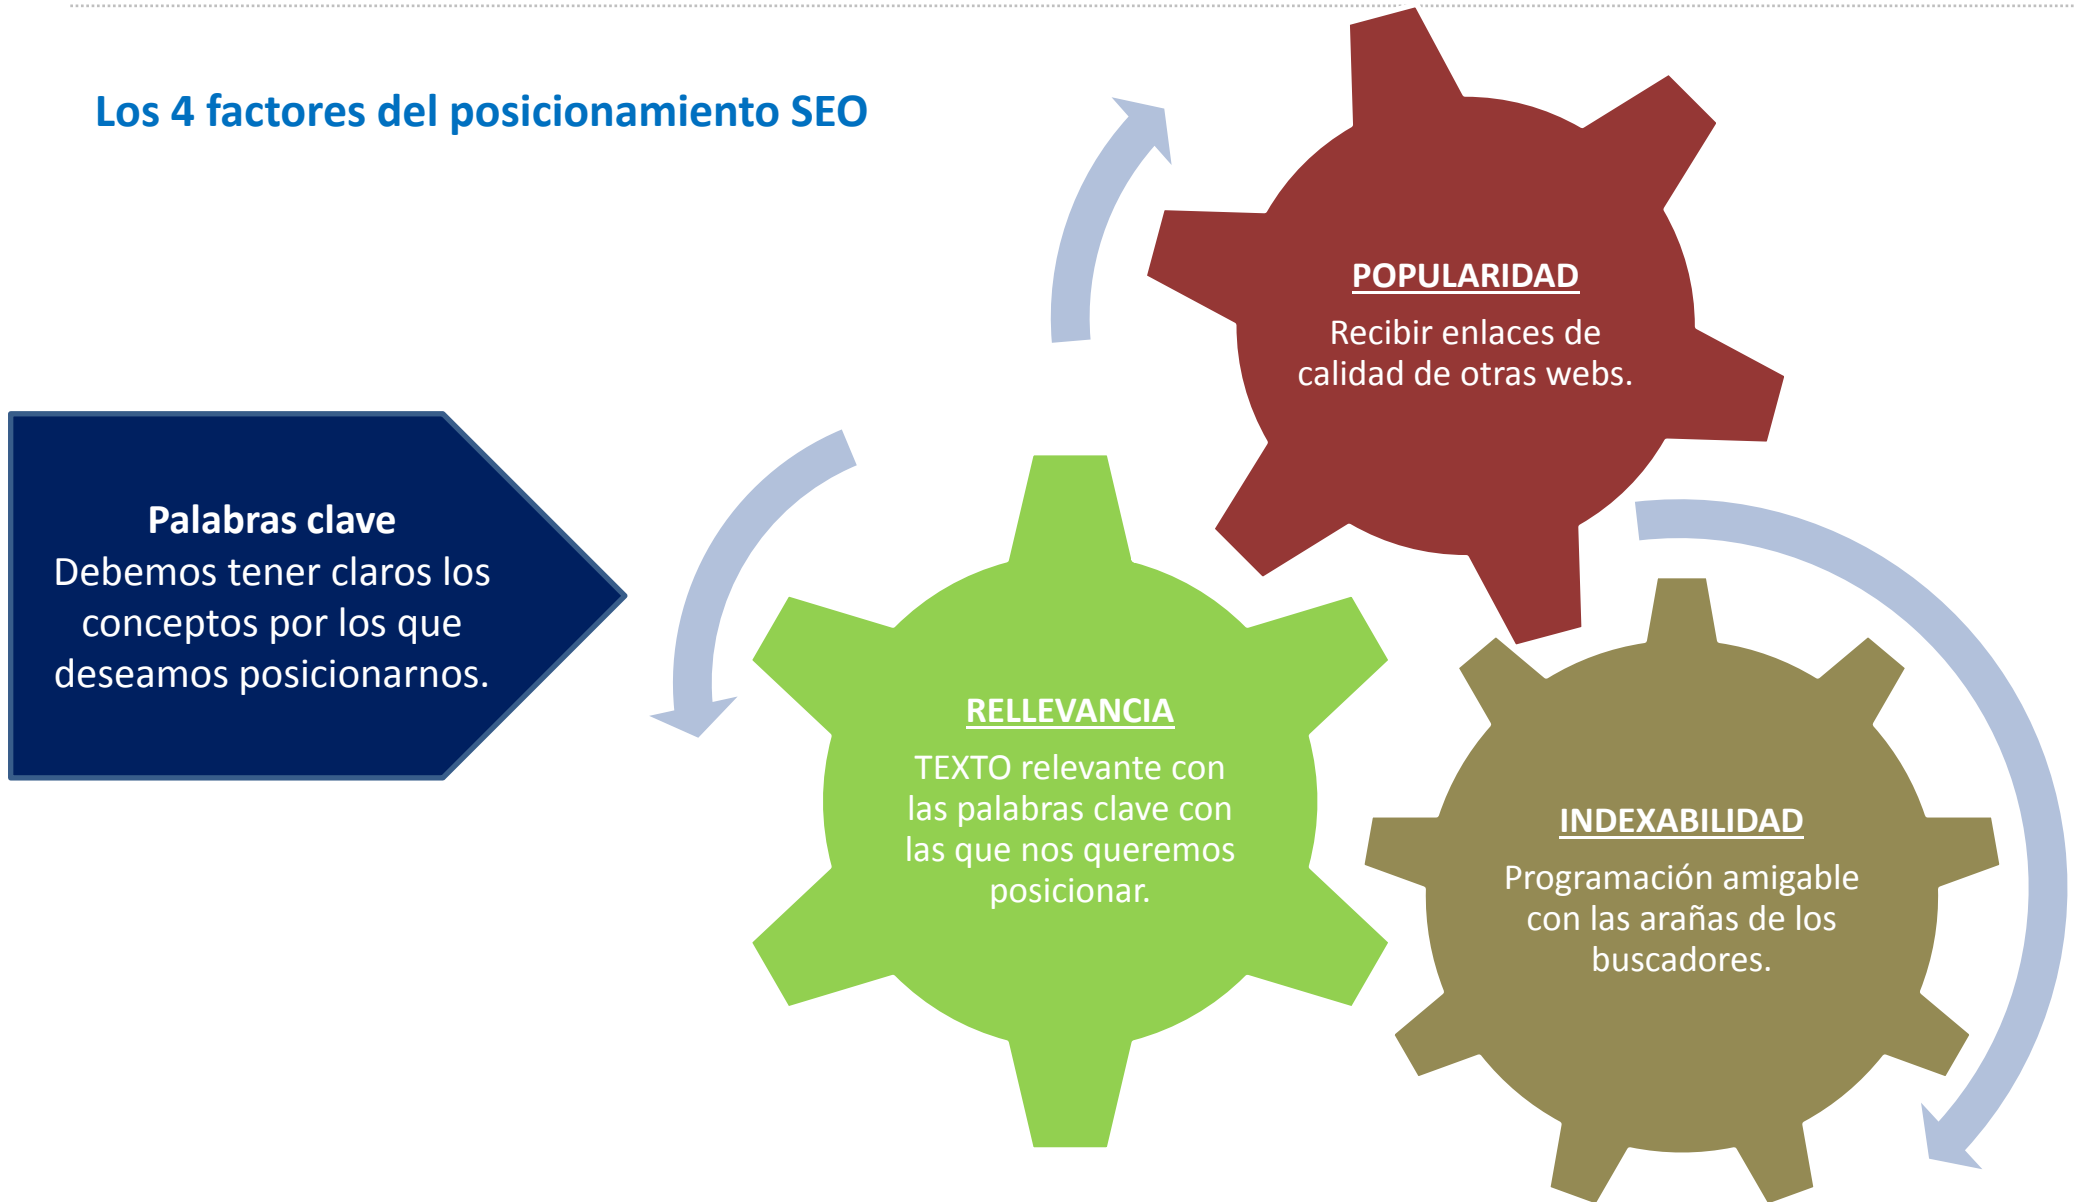 Los 4 factores del posicionamiento SEO
POPULARIDAD
Recibir enlaces de
calidad de otras webs.
Palabras clave
Debemos tener claros los
conceptos por los que
deseamos posicionarnos.
RELLEVANCIA
TEXTO relevante con
las palabras clave con
las que nos queremos
posicionar.
INDEXABILIDAD
Programación amigable
con las arañas de los
buscadores.